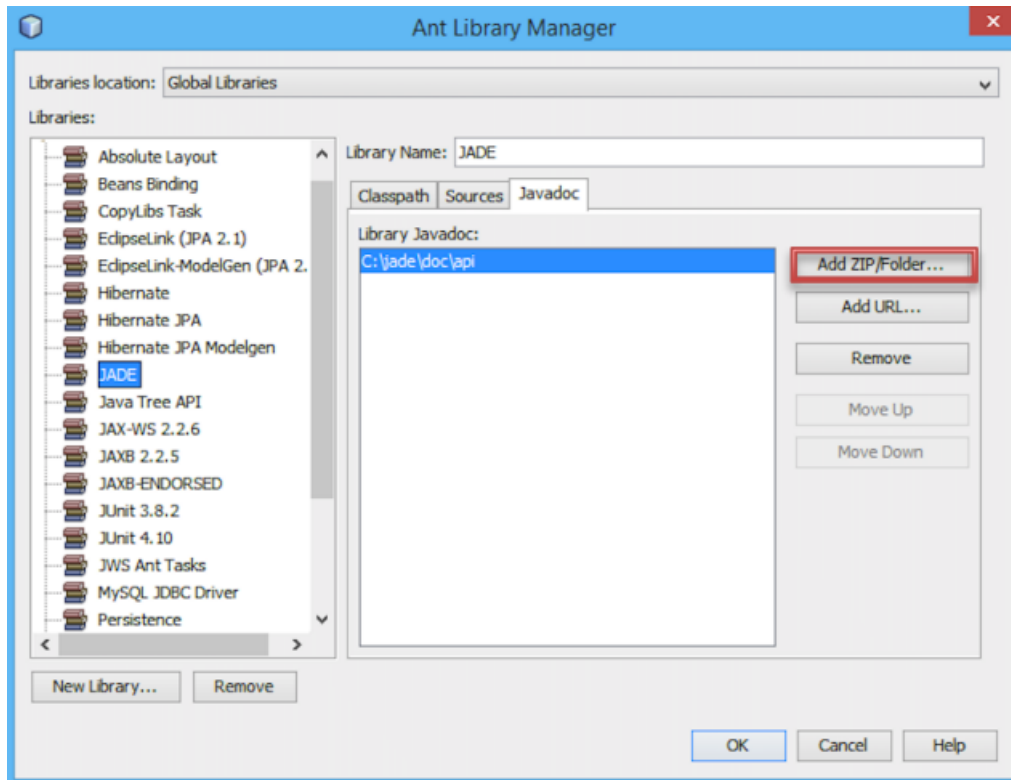 Ant Library Manager
Libraries location: Global Libraries
Libraries:
Absolute Layout
Beans Binding
CopyLibs Task
EclipseLink (JPA 2.1)
EclipseLink-ModelGen (JPA 2.
Hibernate
Hibernate JPA
Hibernate JPA Modelgen
JADE
Java Tree API
JAX-WS 2.2.6
JAXB 2.2.5
JAXB-ENDORSED
JUnit 3.8.2
JUnit 4.10
JWS Ant Tasks
MySQL JDBC Driver
Persistence
New Library... Remove
Library Name: JADE
Classpath Sources Javadoc
Library Javadoc:
C:\jade\doc\api
Add ZIP/Folder...
Add URL...
Remove
Move Up
Move Down
OK Cancel Help